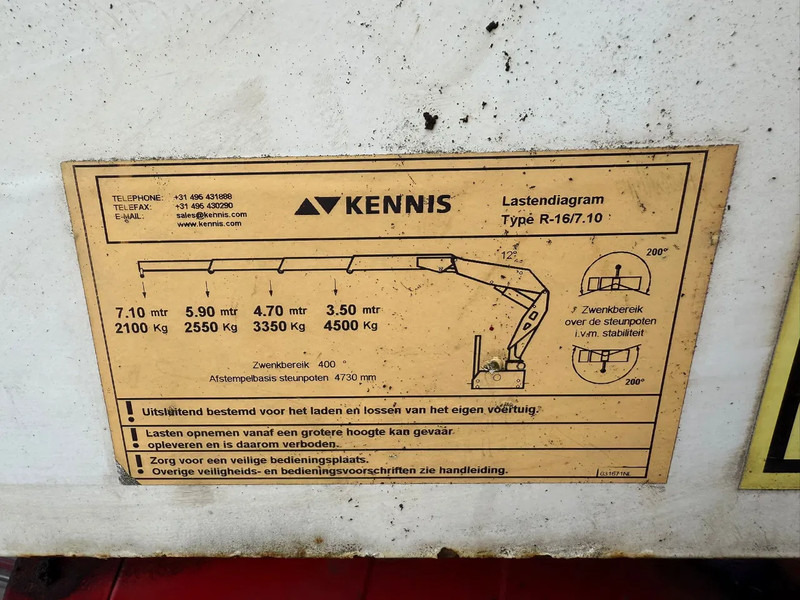 TELEPHONE: +31 495 431888
TELEFAX: +31 495 430290
E-MAIL: sales@kennis.com
www.kennis.com
KENNIS
Lastendiagram
Type R-16/7.10
12°
200°
7.10 mtr 5.90 mtr 4.70 mtr 3.50 mtr
2100 Kg 2550 Kg 3350 Kg 4500 Kg
Zwenkbereik
over de steunpoten
i.v.m. stabiliteit
200°
Zwenkbereik 400 °
Afstempelbasis steunpoten 4730 mm
! Uitsluitend bestemd voor het laden en lossen van het eigen voertuig.
! Lasten opnemen vanaf een grotere hoogte kan gevaar
opleveren en is daarom verboden.
! Zorg voor een veilige bedieningsplaats.
Overige veiligheids- en bedieningsvoorschriften zie handleiding.
031671NL